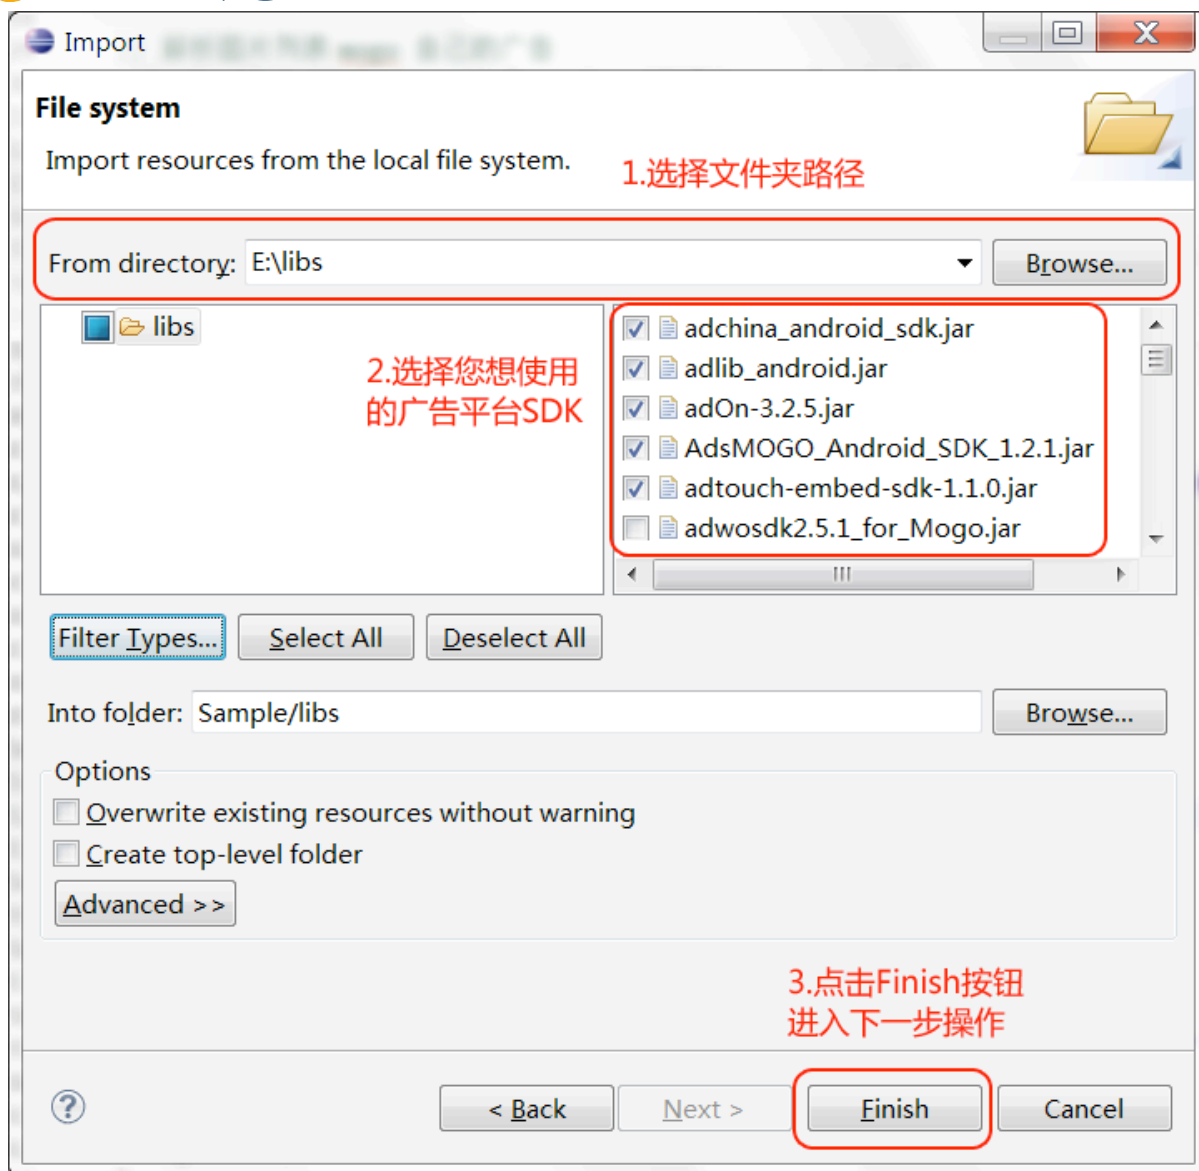 Import
File system
Import resources from the local file system.
1.选择文件夹路径
From directory: E:\libs
Browse...
libs
2.选择您想使用
的广告平台SDK
adchina_android_sdk.jar
adlib_android.jar
adOn-3.2.5.jar
AdsMOGO_Android_SDK_1.2.1.jar
adtouch-embed-sdk-1.1.0.jar
adwosdk2.5.1_for_Mogo.jar
Filter Types... Select All Deselect All
Into folder: Sample/libs
Browse...
Options
Overwrite existing resources without warning
Create top-level folder
Advanced >>
3.点击Finish按钮
进入下一步操作
< Back Next > Finish Cancel